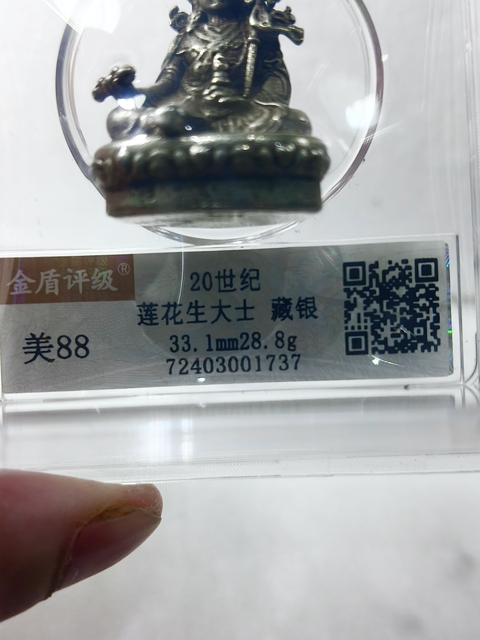 金盾评级®
美88
20世纪
莲花生大士 藏银
33.1mm28.8g
72403001737